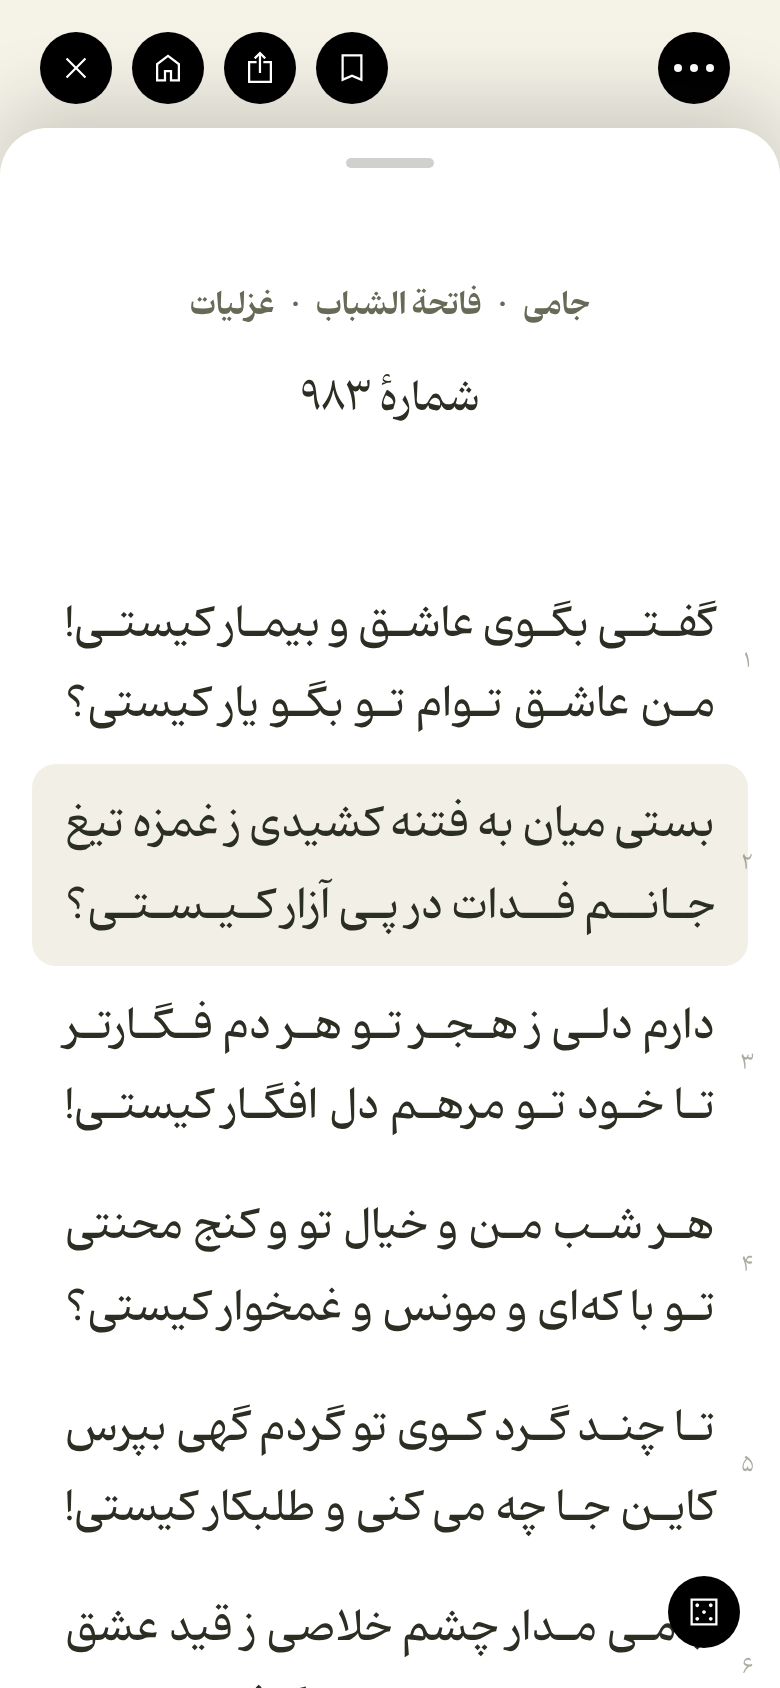 جامی · فاتحة الشباب · غزلیات
شمارهٔ ۹۸۳
گفتی بگوی عاشق و بیمار کیستی!
۱
من عاشق توام تو بگو یار کیستی؟
بستی میان به فتنه کشیدی ز غمزه تیغ
۲
جانم فدات در پی آزار کیستی؟
دارم دلی ز هجر تو هر دم فگارتر
۳
تا خود تو مرهم دل افگار کیستی!
هر شب من و خیال تو و کنج محنتی
۴
تو با که‌ای و مونس و غمخوار کیستی؟
تا چند گرد کوی تو گردم گهی بپرس
۵
کاین جا چه می کنی و طلبکار کیستی!
مدار چشم خلاصی ز قید عشق
۶